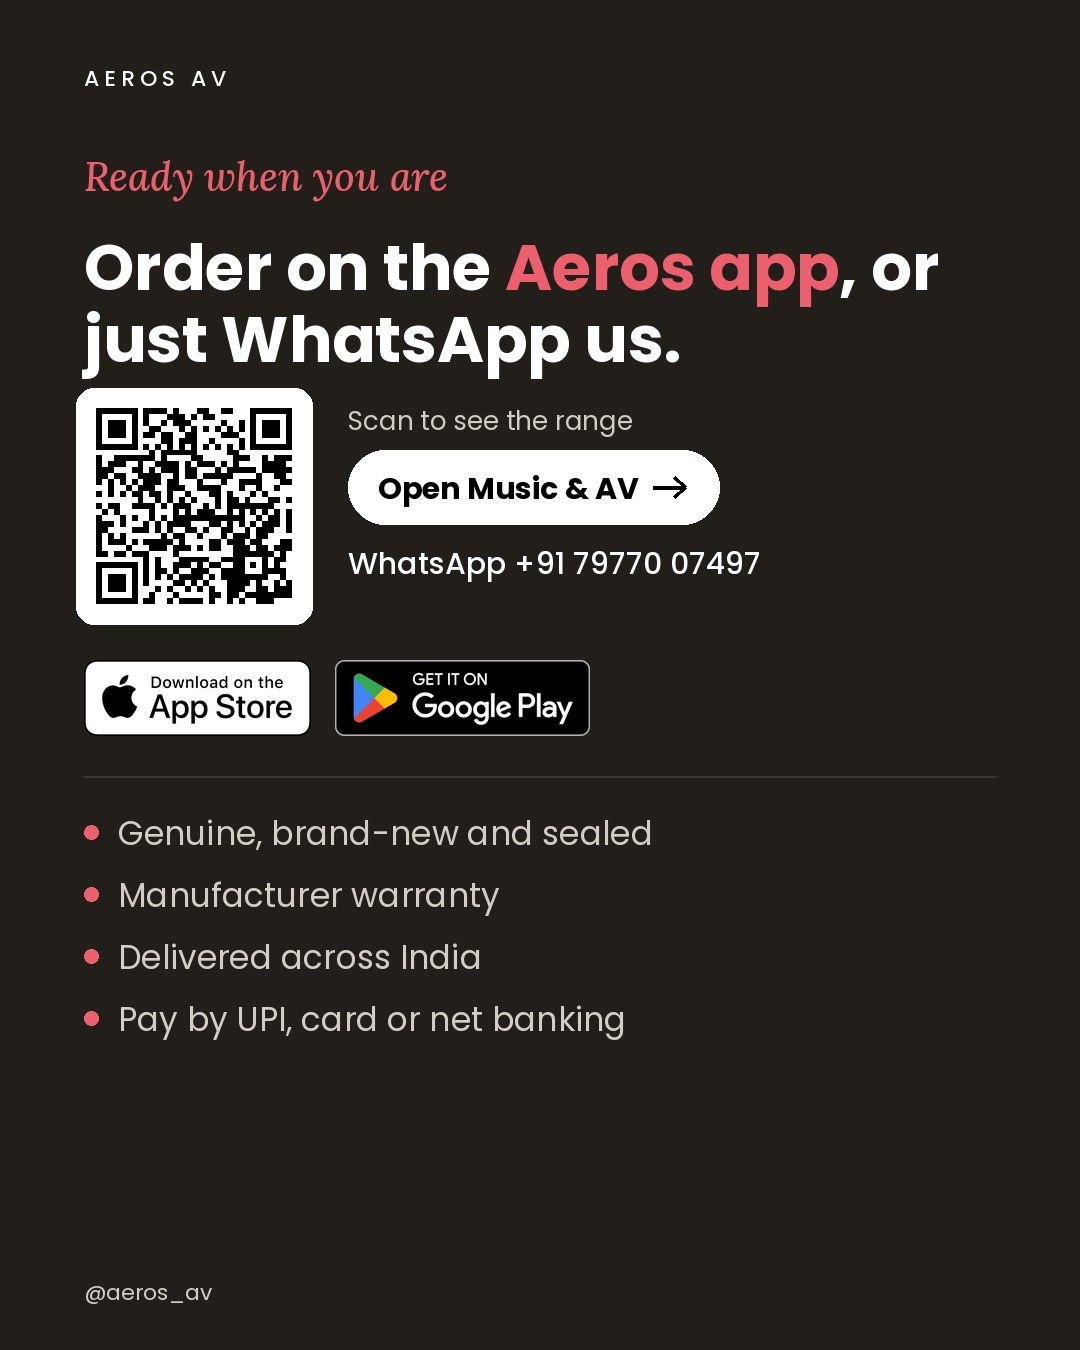 AEROS AV
Ready when you are
Order on the Aeros app, or
just WhatsApp us.
Scan to see the range
Open Music & AV →
WhatsApp +91 79770 07497
Download on the
App Store
GET IT ON
Google Play
Genuine, brand-new and sealed
Manufacturer warranty
Delivered across India
Pay by UPI, card or net banking
@aeros_av